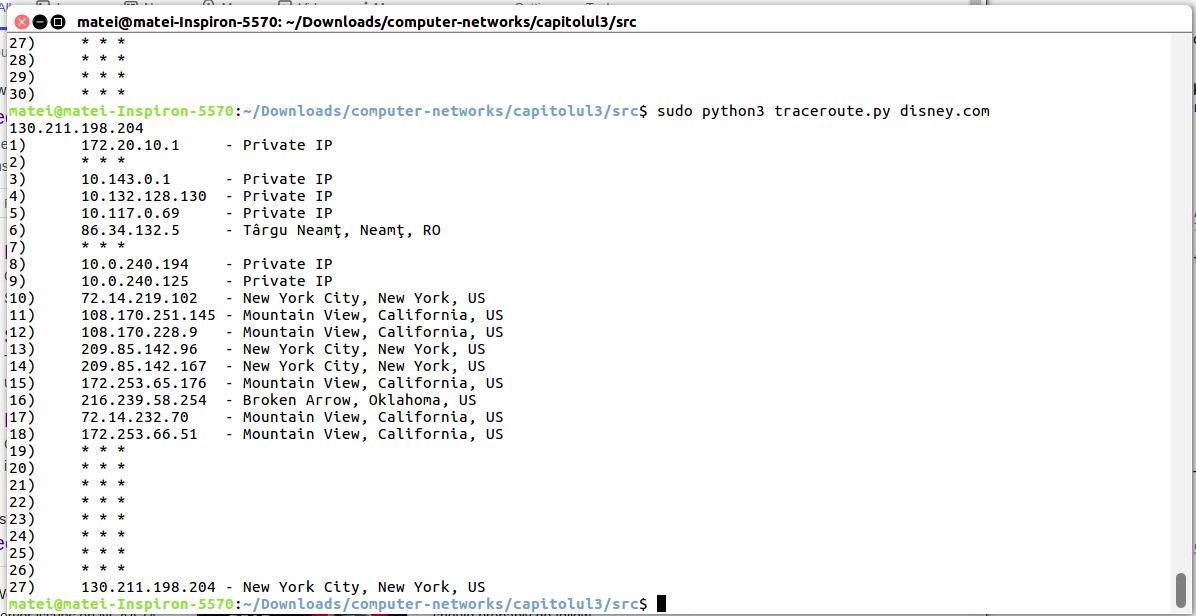 matei@matei-Inspiron-5570: ~/Downloads/computer-networks/capitolul3/src
27) * * *
28) * * *
29) * * *
30) * * *
matei@matei-Inspiron-5570:~/Downloads/computer-networks/capitolul3/src$ sudo python3 traceroute.py disney.com
130.211.198.204
1) 172.20.10.1 - Private IP
2) * * *
3) 10.143.0.1 - Private IP
4) 10.132.128.130 - Private IP
5) 10.117.0.69 - Private IP
6) 86.34.132.5 - Târgu Neamţ, Neamţ, RO
7) * * *
8) 10.0.240.194 - Private IP
9) 10.0.240.125 - Private IP
10) 72.14.219.102 - New York City, New York, US
11) 108.170.251.145 - Mountain View, California, US
12) 108.170.228.9 - Mountain View, California, US
13) 209.85.142.96 - New York City, New York, US
14) 209.85.142.167 - New York City, New York, US
15) 172.253.65.176 - Mountain View, California, US
16) 216.239.58.254 - Broken Arrow, Oklahoma, US
17) 72.14.232.70 - Mountain View, California, US
18) 172.253.66.51 - Mountain View, California, US
19) * * *
20) * * *
21) * * *
22) * * *
23) * * *
24) * * *
25) * * *
26) * * *
27) 130.211.198.204 - New York City, New York, US
matei@matei-Inspiron-5570:~/Downloads/computer-networks/capitolul3/src$